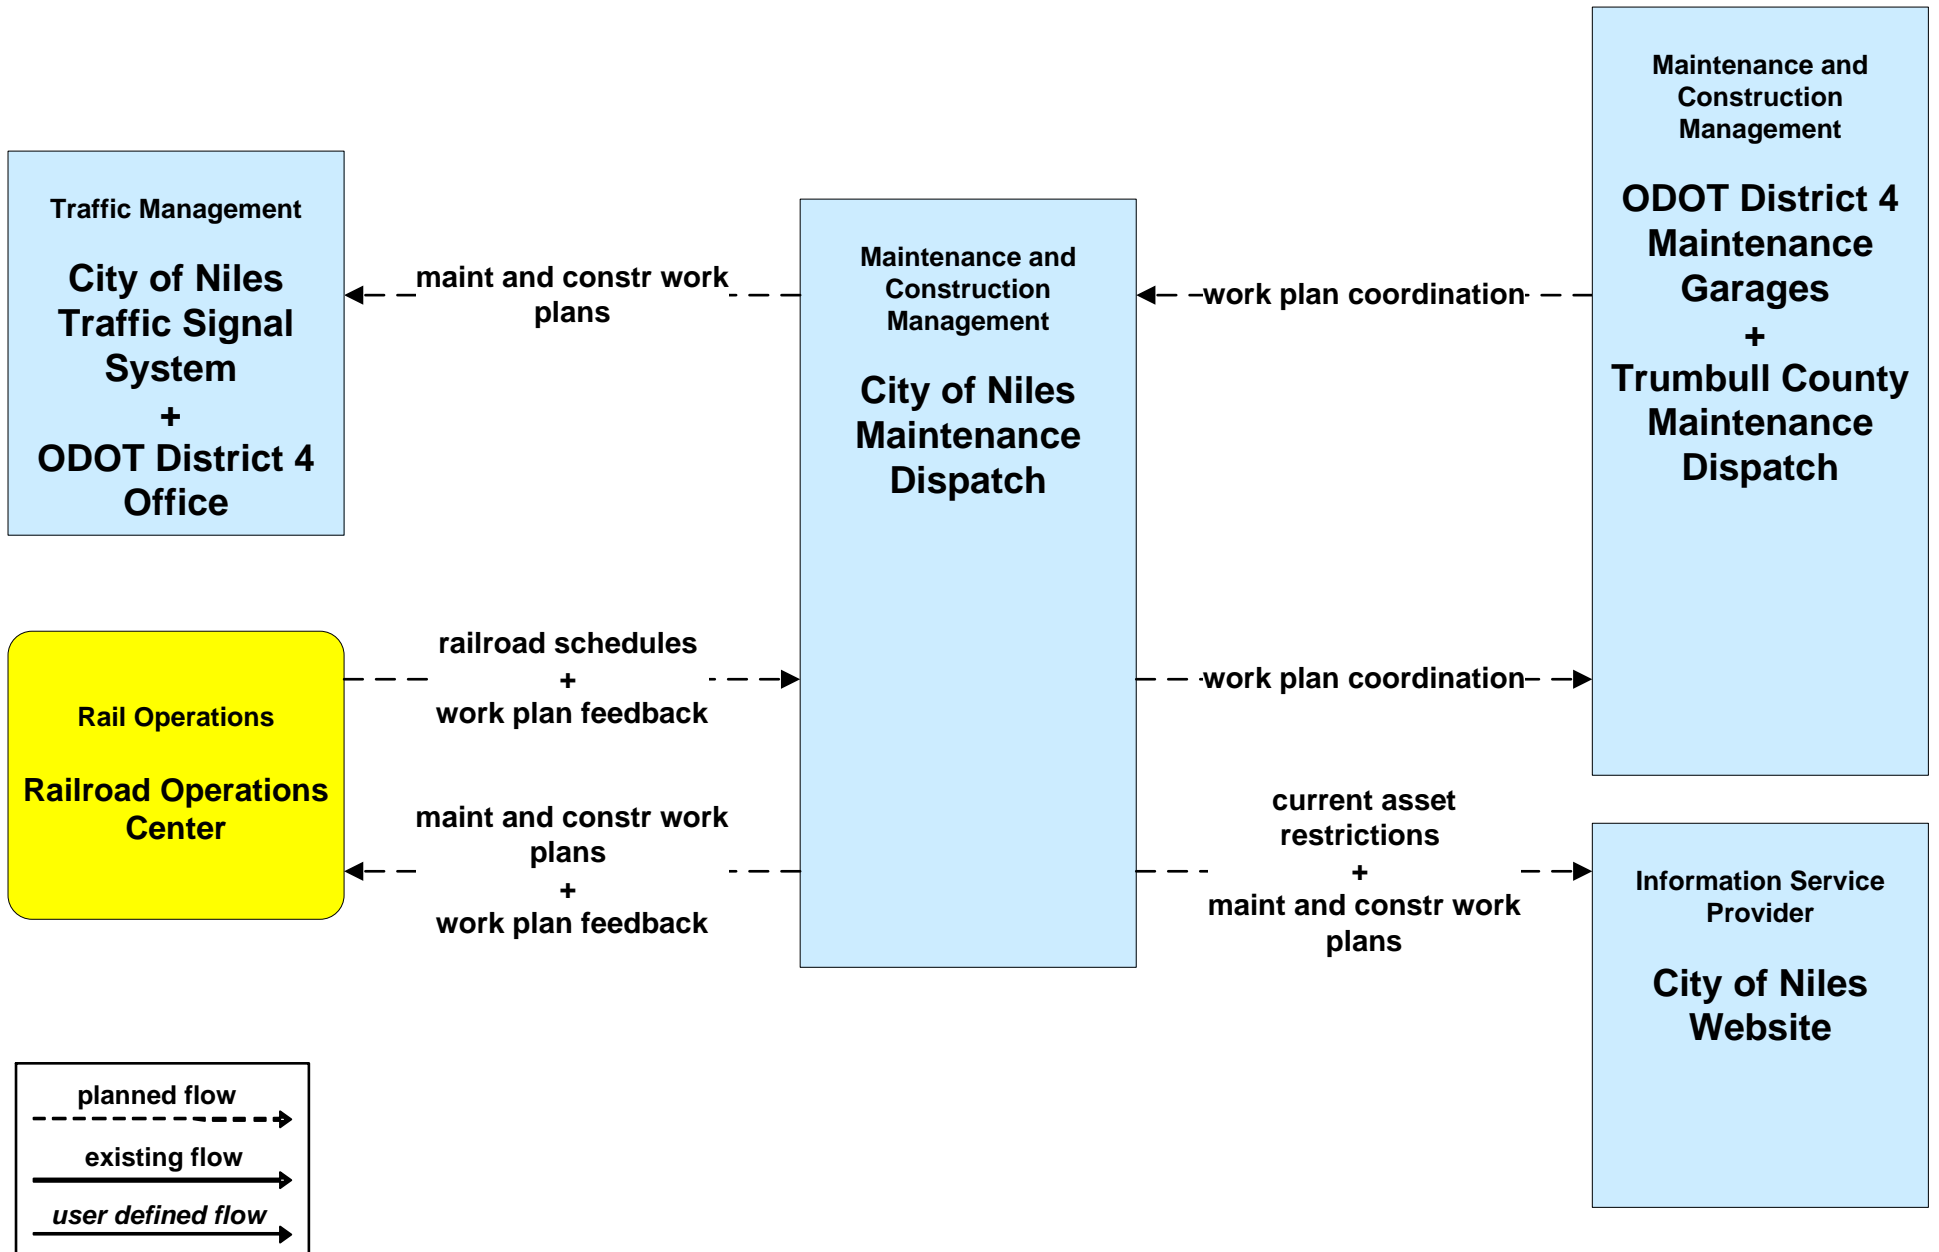 Traffic Management
City of Niles
Traffic Signal
System
+
ODOT District 4
Office
maint and constr work
plans
Maintenance and
Construction
Management
City of Niles
Maintenance
Dispatch
work plan coordination
Maintenance and
Construction
Management
ODOT District 4
Maintenance
Garages
+
Trumbull County
Maintenance
Dispatch
Rail Operations
Railroad Operations
Center
railroad schedules
+
work plan feedback
maint and constr work
plans
+
work plan feedback
work plan coordination
current asset
restrictions
+
maint and constr work
plans
Information Service
Provider
City of Niles
Website
planned flow
existing flow
user defined flow